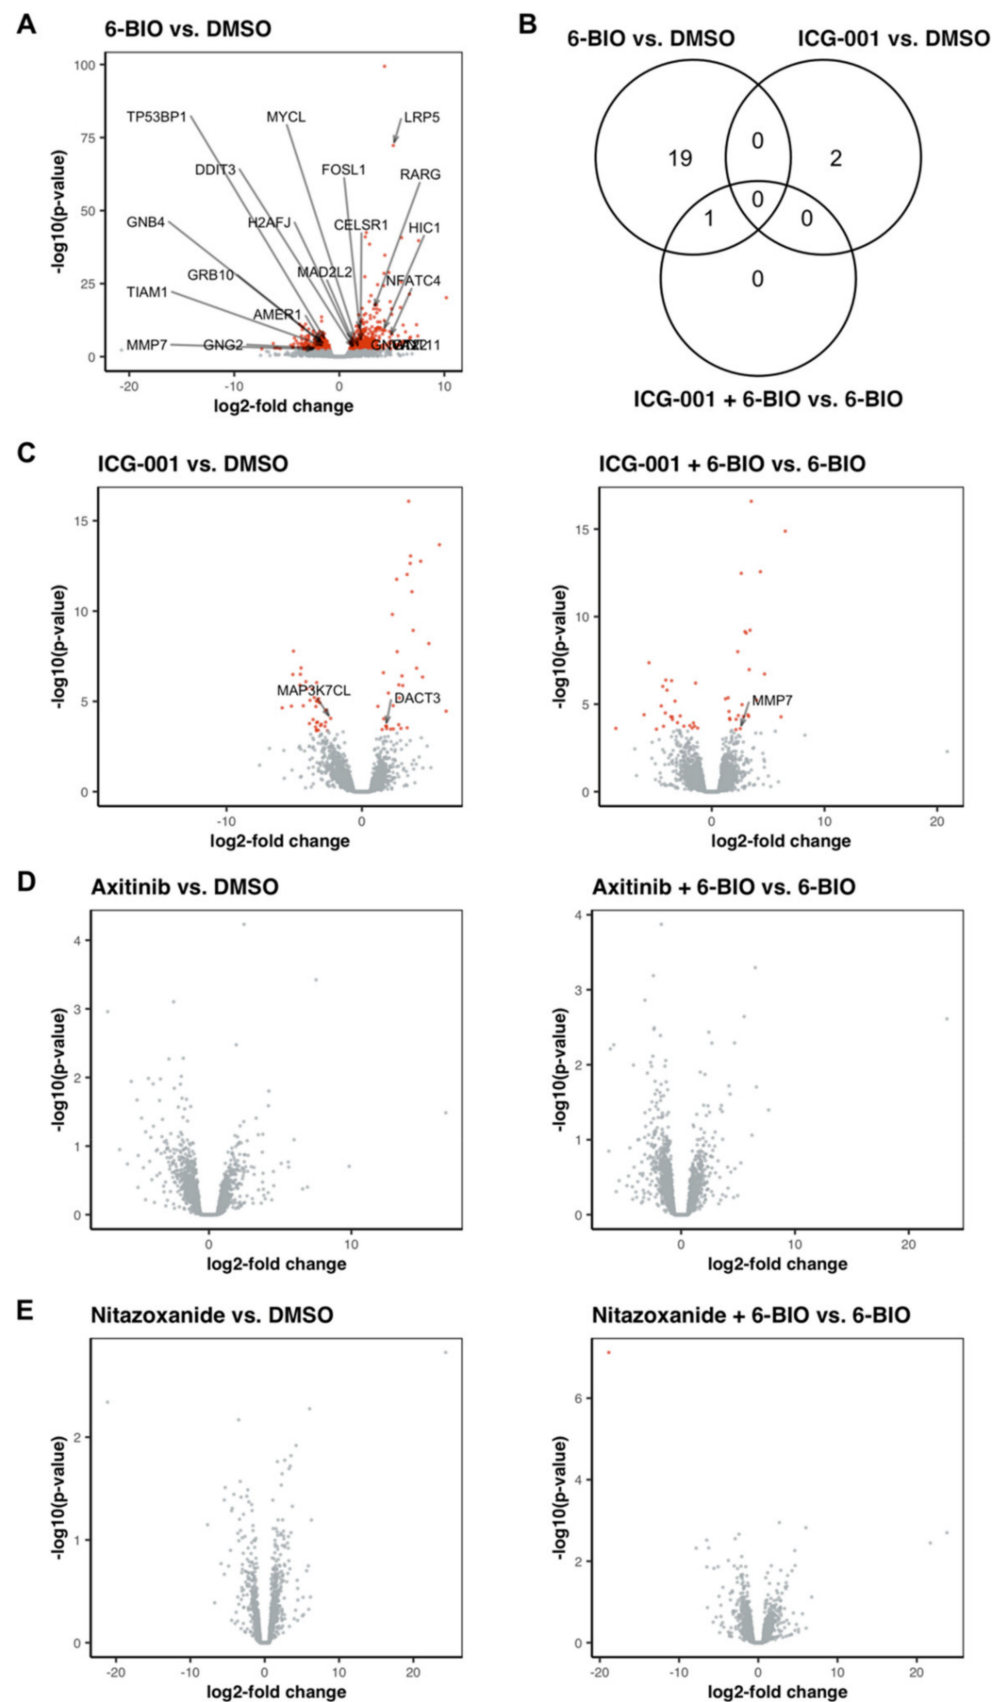 A
6-BIO vs. DMSO
100
75
50
25
0
-log10(p-value)
TP53BP1
MYCL
LRP5
DDIT3
FOSL1
RARG
GNB4
H2AFJ
CELSR1
HIC1
GRB10
MAD2L2
NFATC4
TIAM1
AMER1
MMP7
GNG2
-20
-10
0
10
log2-fold change
B
6-BIO vs. DMSO
ICG-001 vs. DMSO
0
19
2
0
1
0
0
ICG-001 + 6-BIO vs. 6-BIO
C
ICG-001 vs. DMSO
15
10
5
0
-log10(p-value)
MAP3K7CL
DACT3
-10
0
log2-fold change
ICG-001 + 6-BIO vs. 6-BIO
15
10
5
0
-log10(p-value)
MMP7
0
10
20
log2-fold change
D
Axitinib vs. DMSO
4
3
2
1
0
-log10(p-value)
0
10
log2-fold change
Axitinib + 6-BIO vs. 6-BIO
4
3
2
1
0
-log10(p-value)
0
10
20
log2-fold change
E
Nitazoxanide vs. DMSO
2
1
0
-log10(p-value)
-20
-10
0
10
20
log2-fold change
Nitazoxanide + 6-BIO vs. 6-BIO
6
4
2
0
-log10(p-value)
-20
-10
0
10
20
log2-fold change